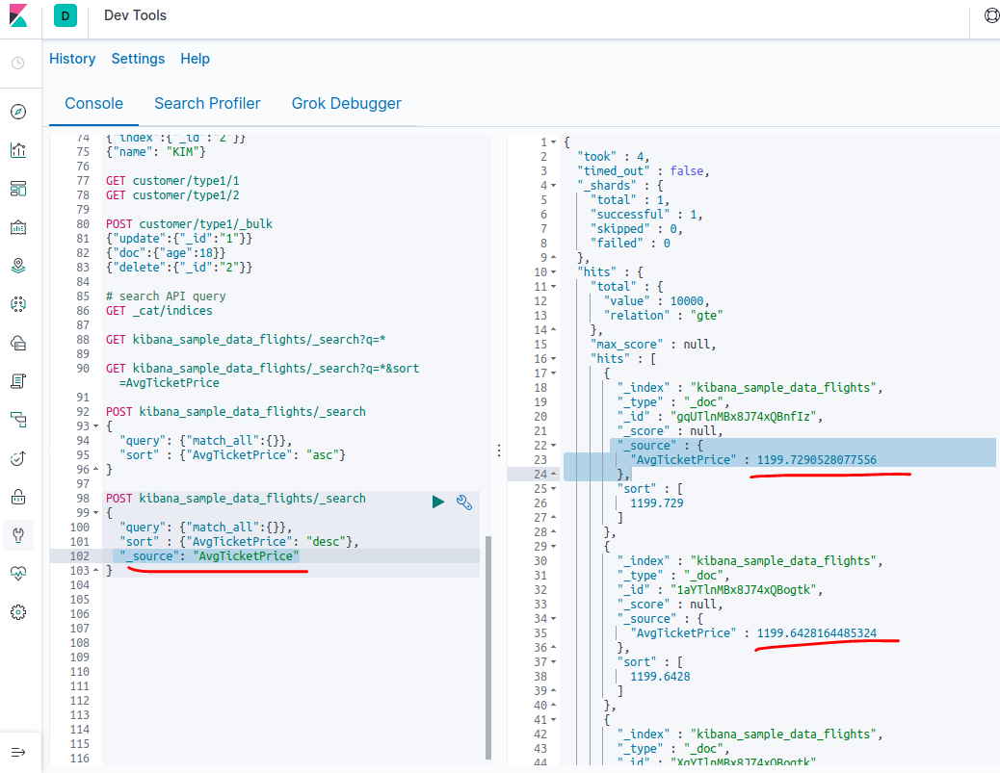 D
Dev Tools
History Settings Help
Console Search Profiler Grok Debugger
74 {"index":{"_id":"2"}}
75 {"name": "KIM"}
76
77 GET customer/type1/1
78 GET customer/type1/2
79
80 POST customer/type1/_bulk
81 {"update":{"_id":"1"}}
82 {"doc":{"age":18}}
83 {"delete":{"_id":"2"}}
84
85 # search API query
86 GET _cat/indices
87
88 GET kibana_sample_data_flights/_search?q=*
89
90 GET kibana_sample_data_flights/_search?q=*&sort
=AvgTicketPrice
91
92 POST kibana_sample_data_flights/_search
93 {
94 "query": {"match_all":{}},
95 "sort" : {"AvgTicketPrice": "asc"}
96 }
97
98 POST kibana_sample_data_flights/_search
99 {
100 "query": {"match_all":{}},
101 "sort" : {"AvgTicketPrice": "desc"},
102 "_source": "AvgTicketPrice"
103 }
104
105
106
107
108
109
110
111
112
113
114
115
116
1 {
2 "took" : 4,
3 "timed_out" : false,
4 "_shards" : {
5 "total" : 1,
6 "successful" : 1,
7 "skipped" : 0,
8 "failed" : 0
9 },
10 "hits" : {
11 "total" : {
12 "value" : 10000,
13 "relation" : "gte"
14 },
15 "max_score" : null,
16 "hits" : [
17 {
18 "_index" : "kibana_sample_data_flights",
19 "_type" : "_doc",
20 "_id" : "gqUTlnMBx8J74xQBnfIz",
21 "_score" : null,
22 "_source" : {
23 "AvgTicketPrice" : 1199.7290528077556
24 },
25 "sort" : [
26 1199.729
27 ]
28 },
29 {
30 "_index" : "kibana_sample_data_flights",
31 "_type" : "_doc",
32 "_id" : "1aYTlnMBx8J74xQBogtk",
33 "_score" : null,
34 "_source" : {
35 "AvgTicketPrice" : 1199.6428164485324
36 },
37 "sort" : [
38 1199.6428
39 ]
40 },
41 {
42 "_index" : "kibana_sample_data_flights",
43 "_type" : "_doc",
44 "_id" : "XqYTlnMBx8J74xQBogtk",